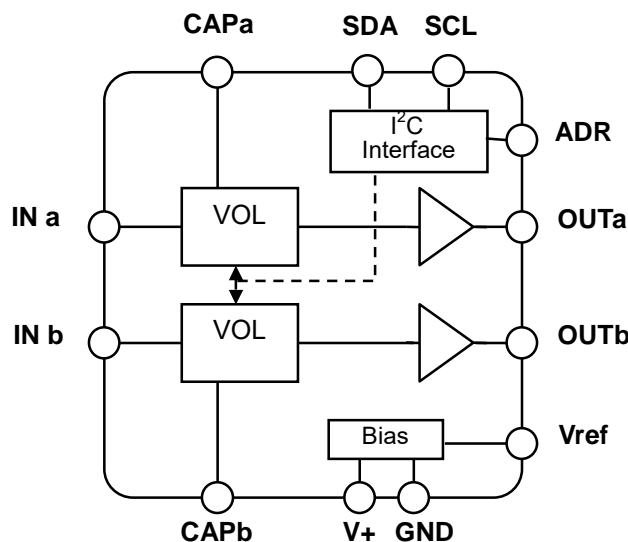 CAPa
SDA
SCL
I²C
Interface
ADR
IN a
VOL
OUTa
IN b
VOL
OUTb
Bias
Vref
CAPb
V+
GND